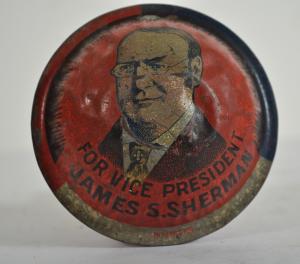 FOR VICE PRESIDENT
JAMES S. SHERMAN